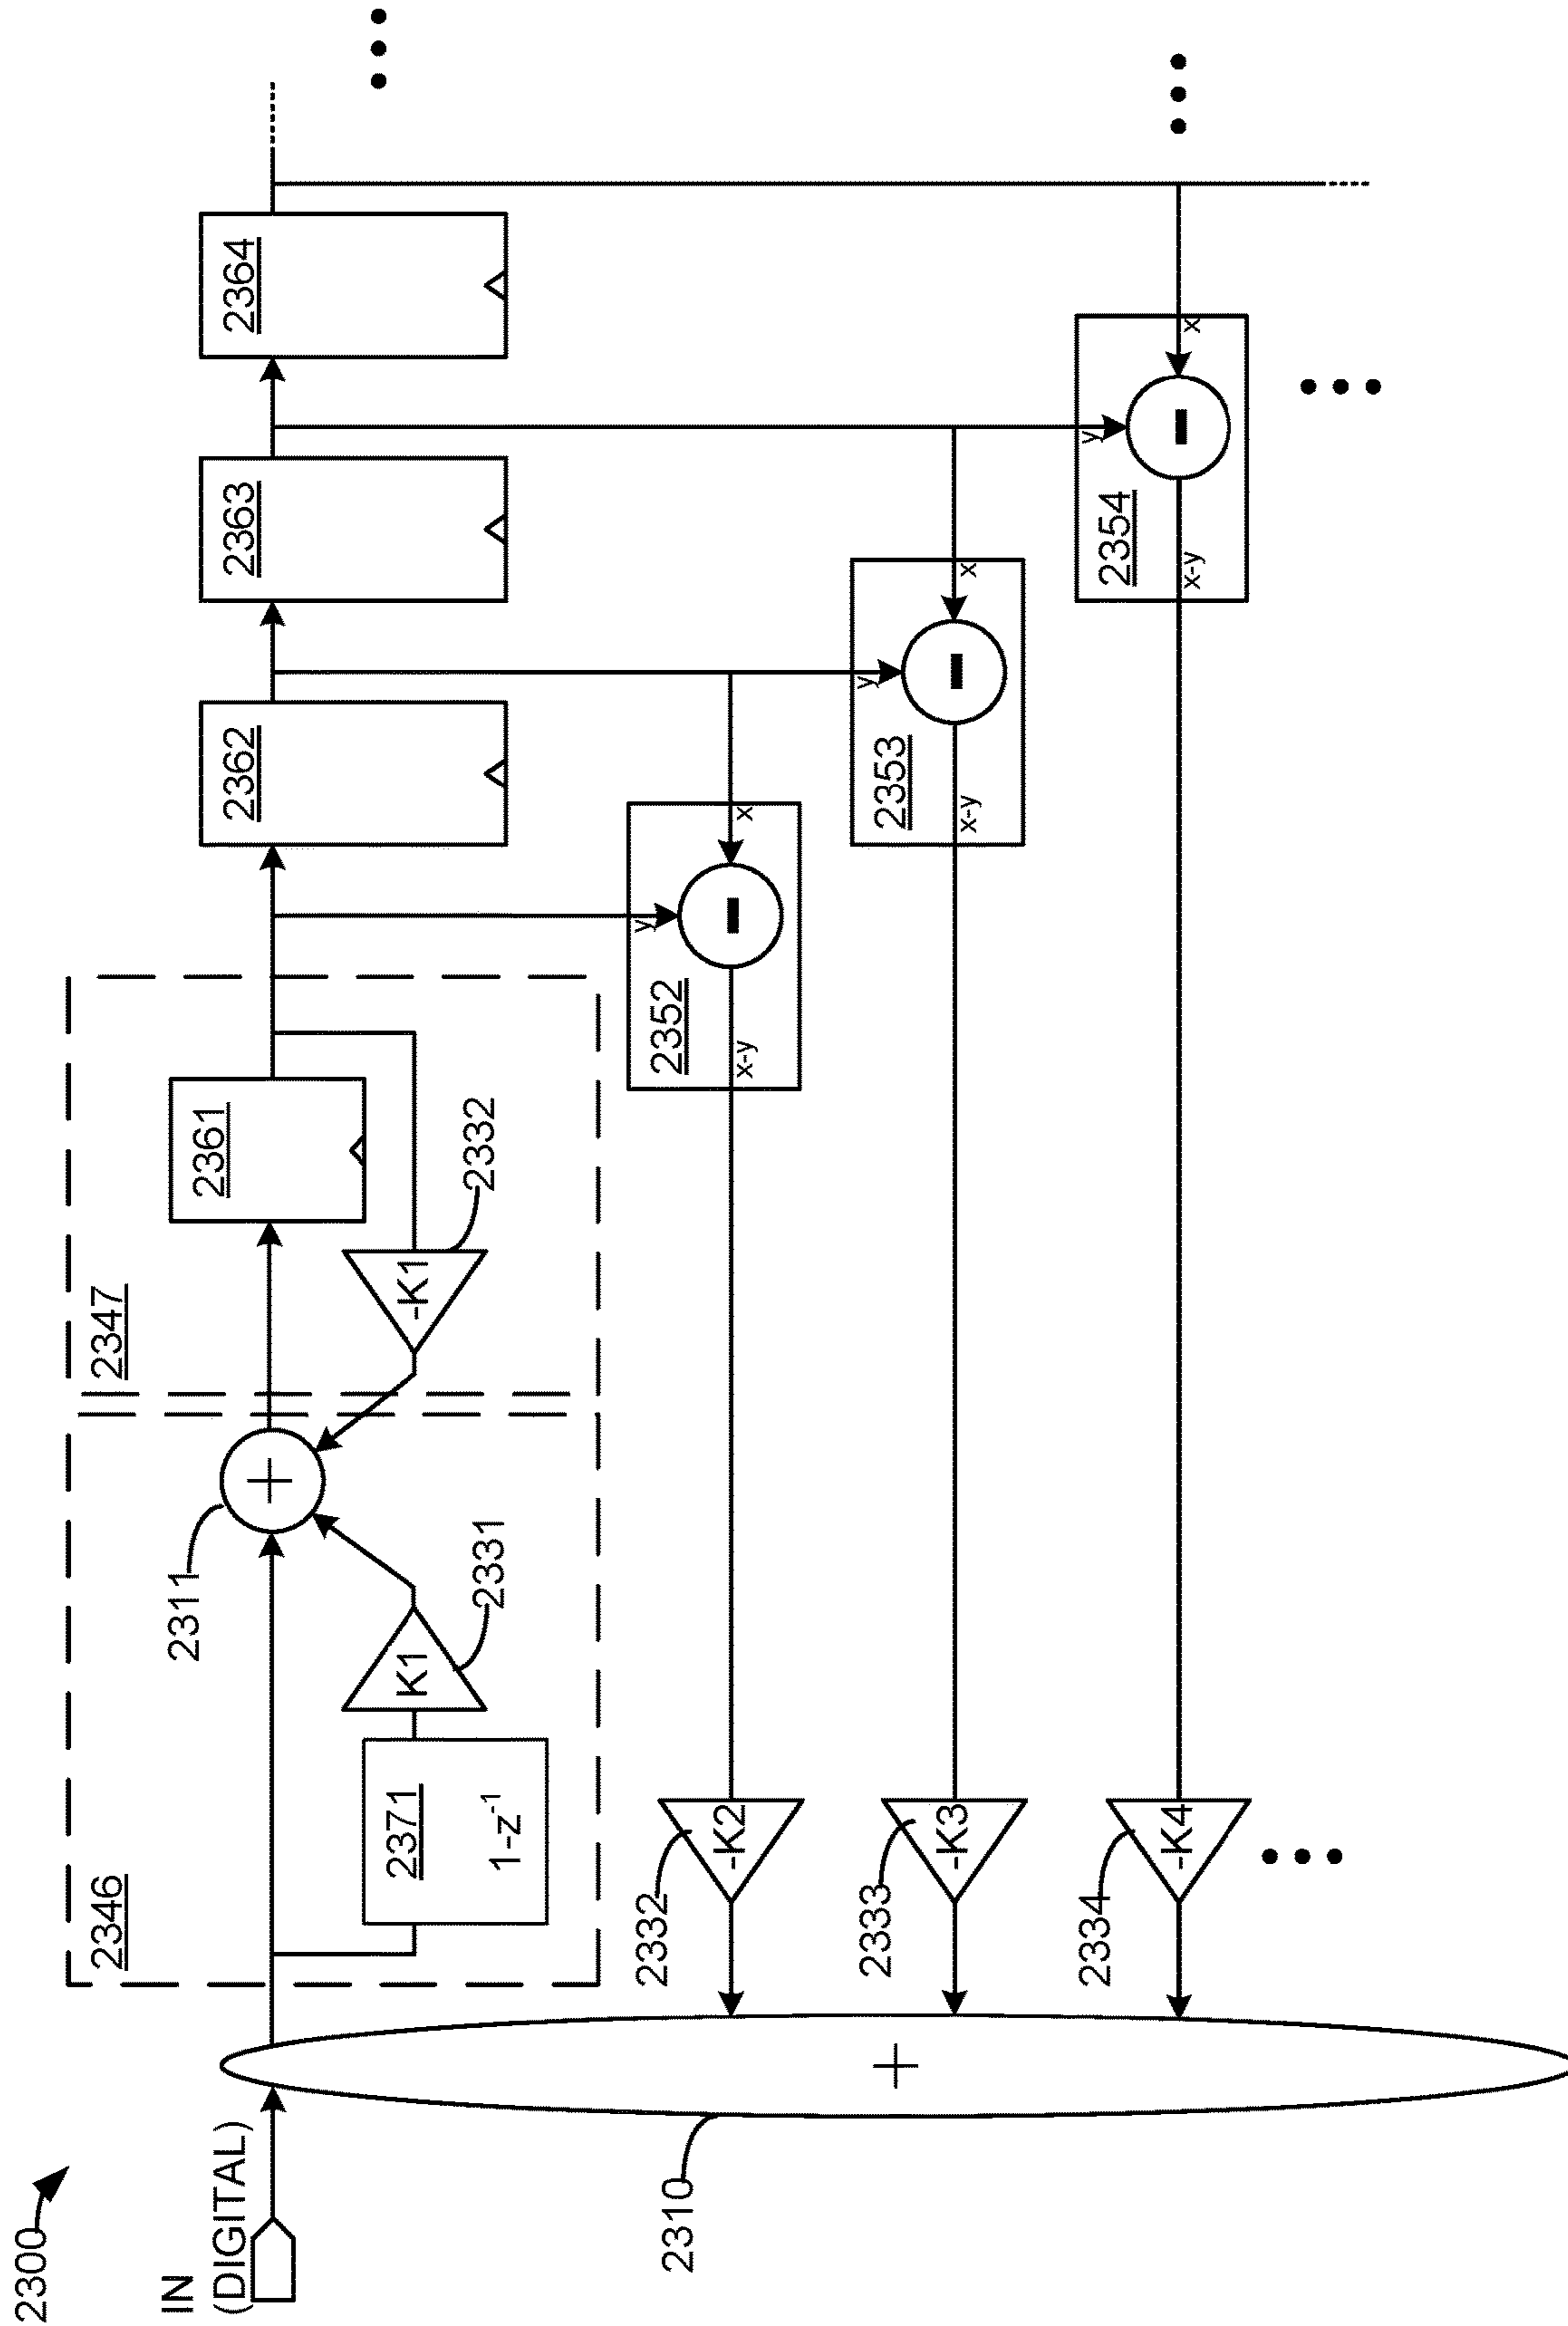 2300
IN
(DIGITAL)
2310
+
2346
2371
1-z⁻¹
K1
2331
2311
+
2347
2361
-K1
2332
2362
2363
2364
2332
-K2
x-y
2352
y
x
2333
-K3
x-y
2353
y
x
2334
-K4
x-y
2354
y
x